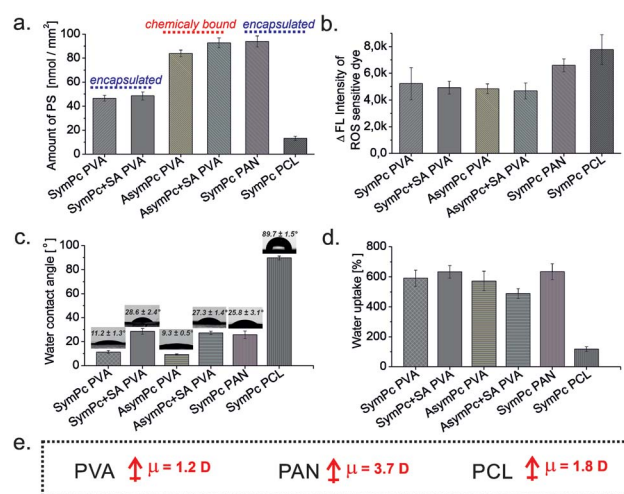 a.
chemicaly bound
encapsulated
encapsulated
Amount of PS [nmol / mm²]
100
80
60
40
20
0
SymPc PVA
SymPc+SA PVA
AsymPc PVA
AsymPc+SA PVA
SymPc PAN
SymPc PCL
b.
Δ FL Intensity of
ROS sensitive dye
8,0k
6,0k
4,0k
2,0k
0,0
SymPc PVA
SymPc+SA PVA
AsymPc PVA
AsymPc+SA PVA
SymPc PAN
SymPc PCL
c.
Water contact angle [°]
100
80
60
40
20
0
11.2 ± 1.3°
28.6 ± 2.4°
9.3 ± 0.5°
27.3 ± 1.4°
25.8 ± 3.1°
89.7 ± 1.5°
SymPc PVA
SymPc+SA PVA
AsymPc PVA
AsymPc+SA PVA
SymPc PAN
SymPc PCL
d.
Water uptake [%]
800
600
400
200
0
SymPc PVA
SymPc+SA PVA
AsymPc PVA
AsymPc+SA PVA
SymPc PAN
SymPc PCL
e.
PVA μ = 1.2 D PAN μ = 3.7 D PCL μ = 1.8 D